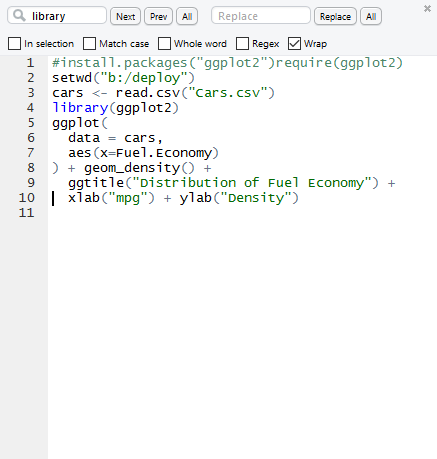 library Next Prev All Replace Replace All
In selection Match case Whole word Regex Wrap
1 #install.packages("ggplot2")require(ggplot2)
2 setwd("b:/deploy")
3 cars <- read.csv("Cars.csv")
4 library(ggplot2)
5 ggplot(
6   data = cars,
7   aes(x=Fuel.Economy)
8 ) + geom_density() +
9   ggtitle("Distribution of Fuel Economy") +
10   xlab("mpg") + ylab("Density")
11